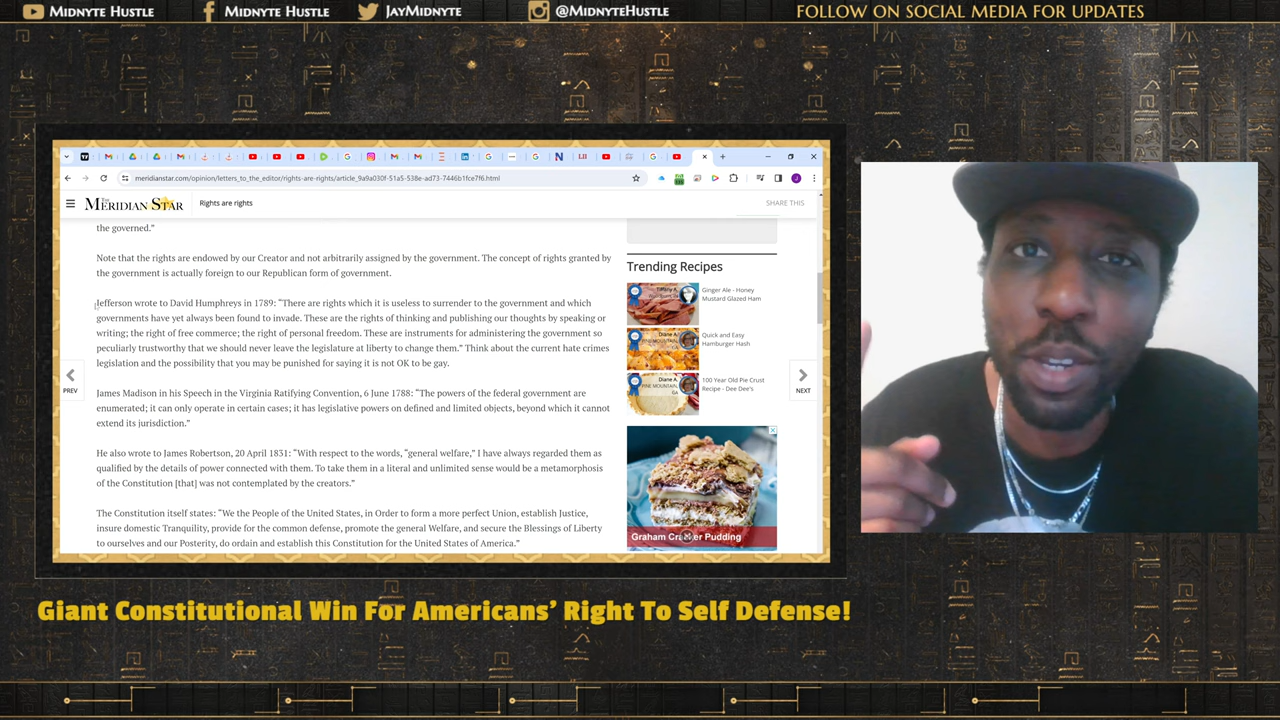 MIDNYTE HUSTLE
MIDNYTE HUSTLE
JAYMIDNYTE
@MIDNYTEHUSTLE
FOLLOW ON SOCIAL MEDIA FOR UPDATES
meridianstar.com/opinion/letters_to_the_editor/rights-are-rights/article_9a9a030f-51a5-538e-ad73-7446b1fce7f6.html
THE MERIDIAN STAR
Rights are rights
SHARE THIS
the governed.”
Note that the rights are endowed by our Creator and not arbitrarily assigned by the government. The concept of rights granted by
the government is actually foreign to our Republican form of government.
Jefferson wrote to David Humphreys in 1789: “There are rights which it is useless to surrender to the government and which
governments have yet always been found to invade. These are the rights of thinking and publishing our thoughts by speaking or
writing; the right of free commerce; the right of personal freedom. These are instruments for administering the government so
peculiarly trustworthy that we should never leave the legislature at liberty to change them.” Think about the current hate crimes
legislation and the possibility that you may be punished for saying it is not OK to be gay.
James Madison in his Speech in the Virginia Ratifying Convention, 6 June 1788: “The powers of the federal government are
enumerated; it can only operate in certain cases; it has legislative powers on defined and limited objects, beyond which it cannot
extend its jurisdiction.”
He also wrote to James Robertson, 20 April 1831: “With respect to the words, “general welfare,” I have always regarded them as
qualified by the details of power connected with them. To take them in a literal and unlimited sense would be a metamorphosis
of the Constitution [that] was not contemplated by the creators.”
The Constitution itself states: “We the People of the United States, in Order to form a more perfect Union, establish Justice,
insure domestic Tranquility, provide for the common defense, promote the general Welfare, and secure the Blessings of Liberty
to ourselves and our Posterity, do ordain and establish this Constitution for the United States of America.”
PREV
NEXT
Trending Recipes
Ginger Ale - Honey
Mustard Glazed Ham
Quick and Easy
Hamburger Hash
Diane A.
100 Year Old Pie Crust
Recipe - Dee Dee's
Diane A.
PINE MOUNTAIN,
GA
Graham Cracker Pudding
Giant Constitutional Win For Americans’ Right To Self Defense!